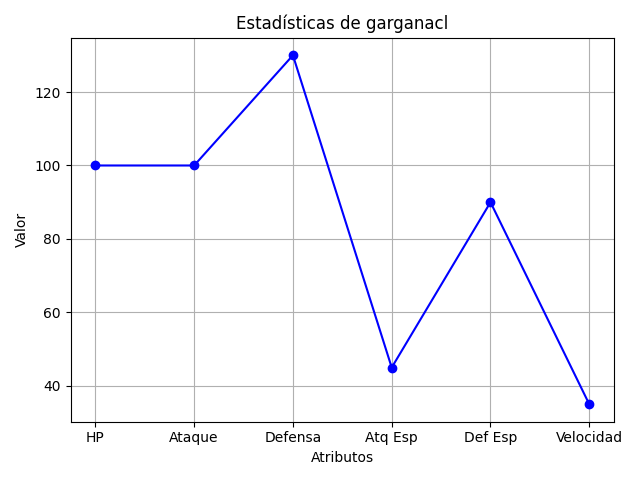 Estadísticas de garganacl
Valor
120
100
80
60
40
HP Ataque Defensa Atq Esp Def Esp Velocidad
Atributos